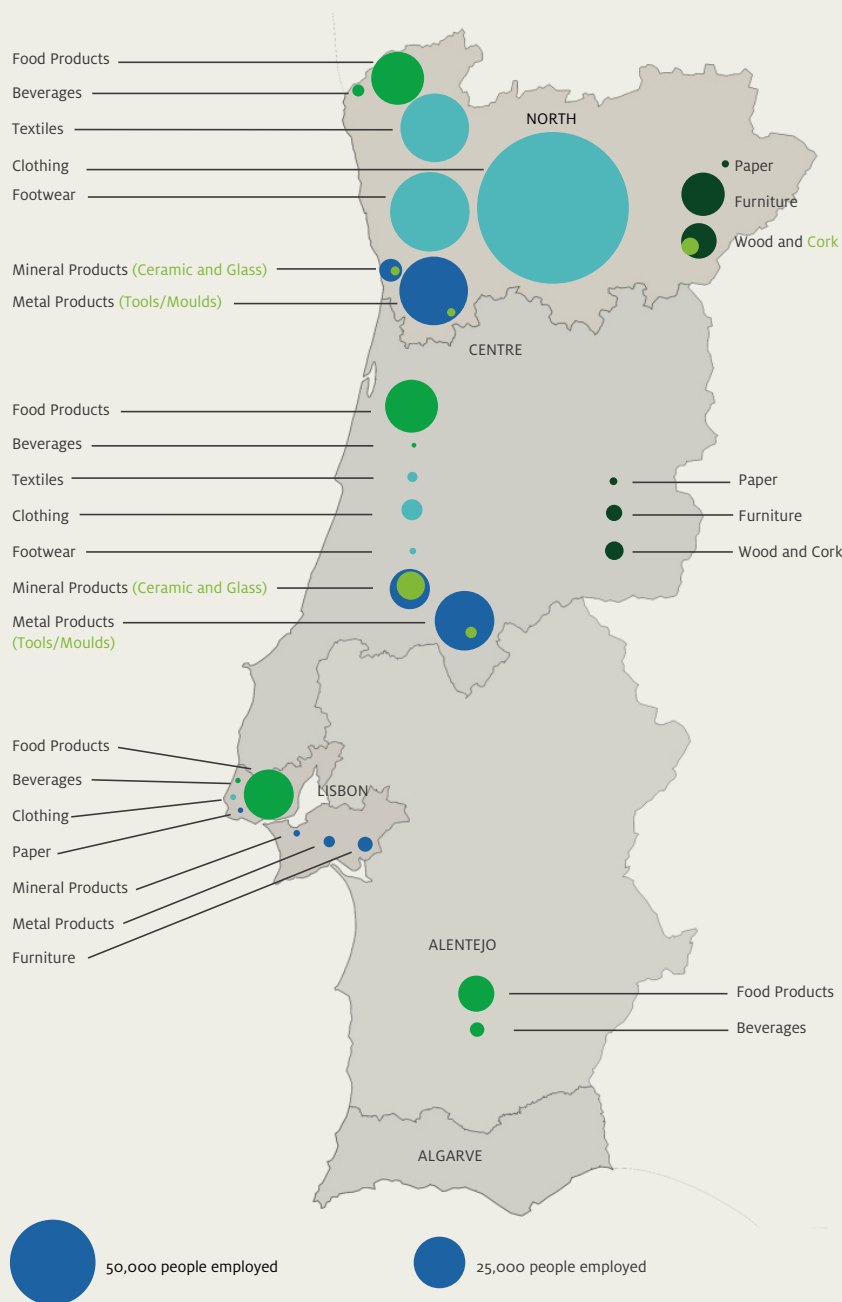 Food Products
Beverages
Textiles
NORTH
Clothing
Paper
Footwear
Furniture
Wood and Cork
Mineral Products (Ceramic and Glass)
Metal Products (Tools/Moulds)
CENTRE
Food Products
Beverages
Textiles
Paper
Clothing
Furniture
Footwear
Wood and Cork
Mineral Products (Ceramic and Glass)
Metal Products
(Tools/Moulds)
Food Products
Beverages
LISBON
Clothing
Paper
Mineral Products
Metal Products
Furniture
ALENTEJO
Food Products
Beverages
ALGARVE
50,000 people employed
25,000 people employed